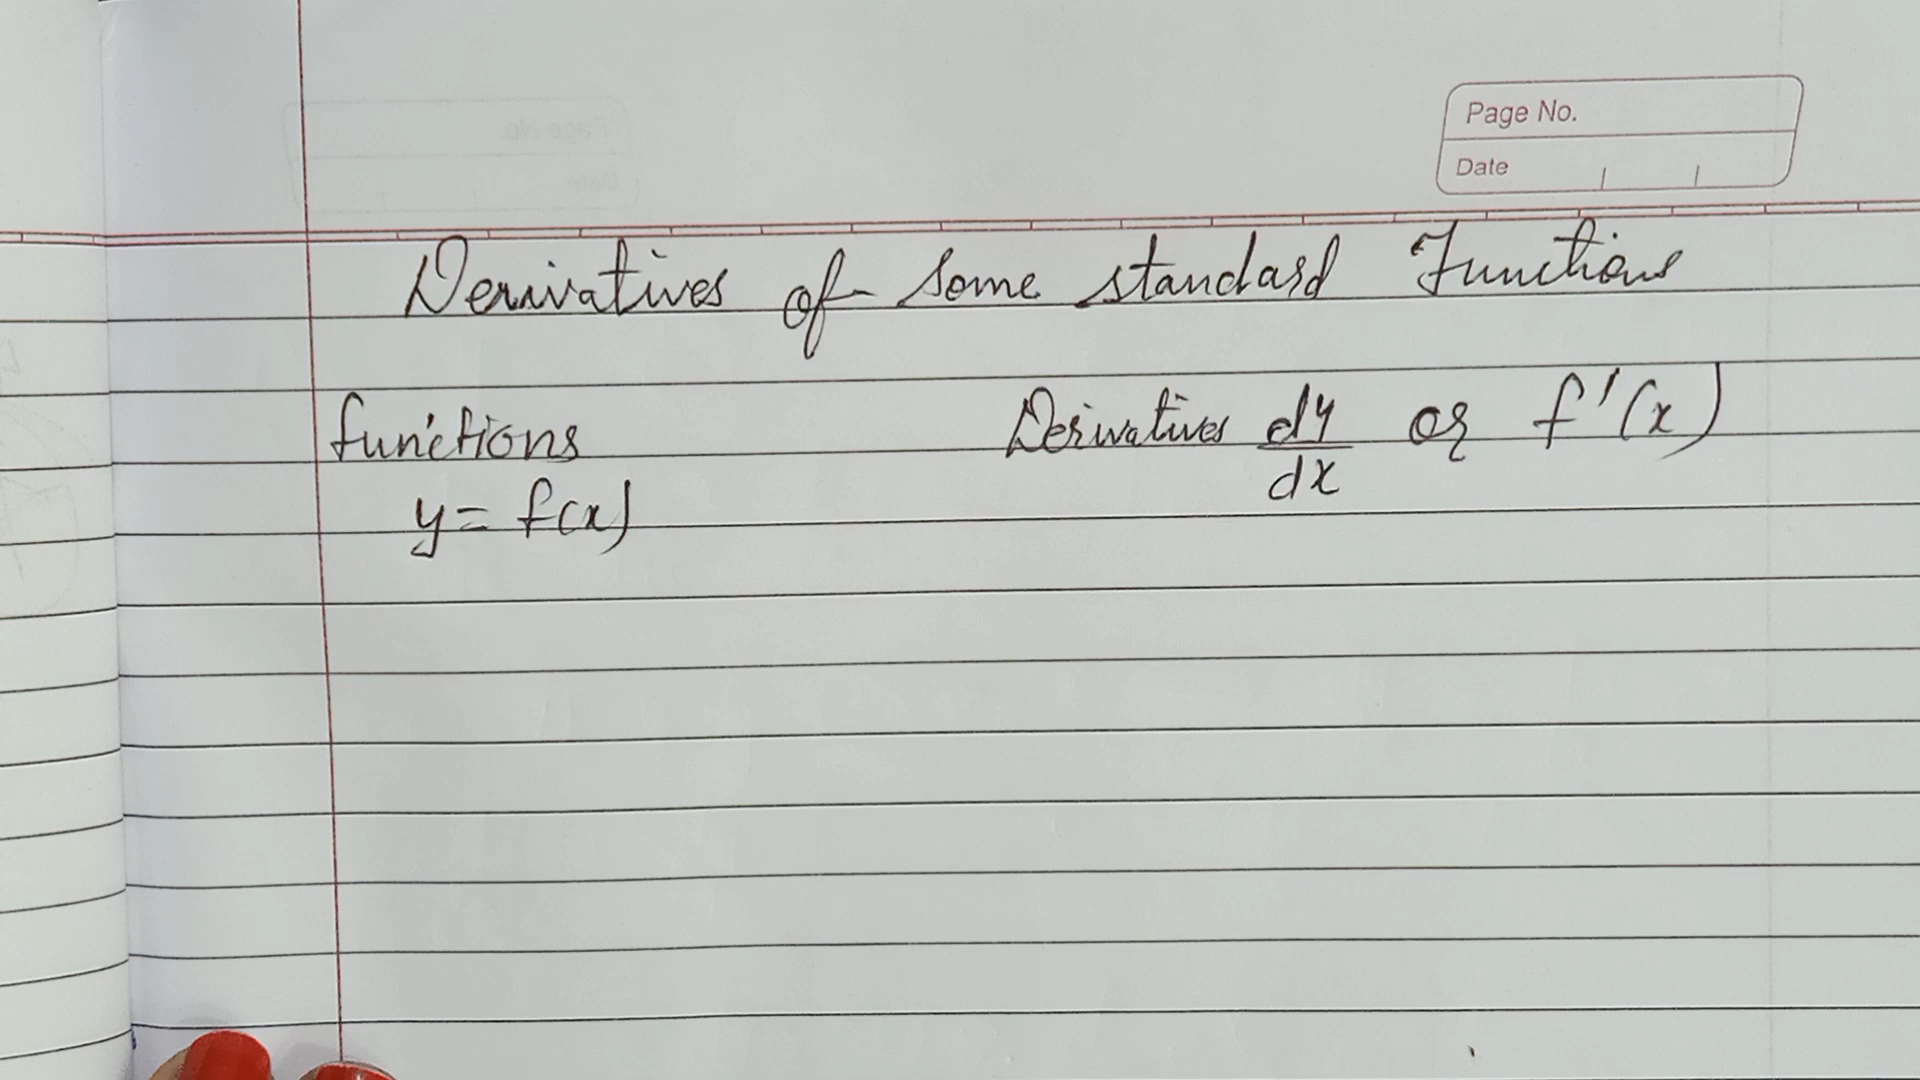 Page No.
Date
Derivatives of some standard Functions
functions Derivatives dy/dx or f'(x)
y = f(x)